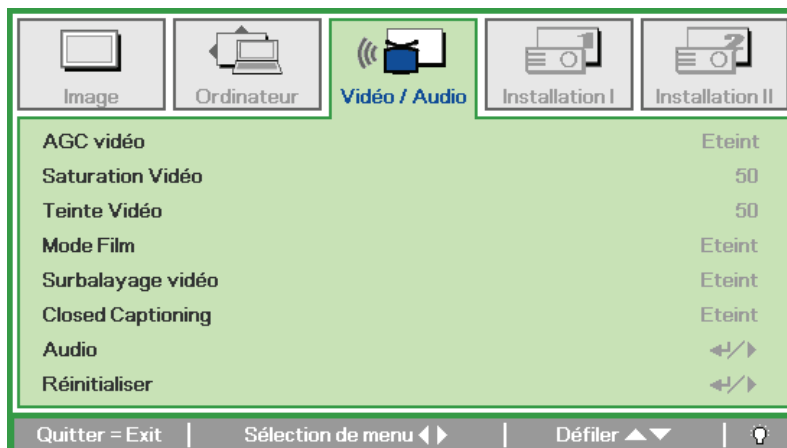 Image
Ordinateur
Vidéo / Audio
Installation I
Installation II
AGC vidéo Eteint
Saturation Vidéo 50
Teinte Vidéo 50
Mode Film Eteint
Surbalayage vidéo Eteint
Closed Captioning Eteint
Audio ↵/▶
Réinitialiser ↵/▶
Quitter = Exit | Sélection de menu ◀▶ | Défiler ▲▼ |